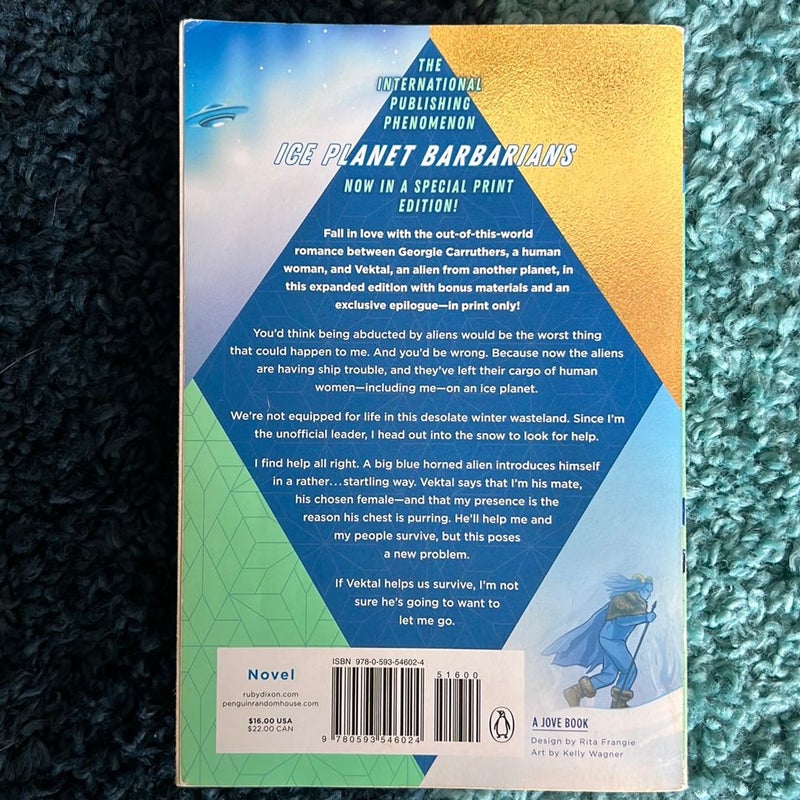 THE
INTERNATIONAL
PUBLISHING
PHENOMENON
ICE PLANET BARBARIANS
NOW IN A SPECIAL PRINT
EDITION!
Fall in love with the out-of-this-world
romance between Georgie Carruthers, a human
woman, and Vektal, an alien from another planet, in
this expanded edition with bonus materials and an
exclusive epilogue—in print only!
You'd think being abducted by aliens would be the worst thing
that could happen to me. And you'd be wrong. Because now the aliens
are having ship trouble, and they've left their cargo of human
women—including me—on an ice planet.
We're not equipped for life in this desolate winter wasteland. Since I'm
the unofficial leader, I head out into the snow to look for help.
I find help all right. A big blue horned alien introduces himself
in a rather...startling way. Vektal says that I'm his mate,
his chosen female—and that my presence is the
reason his chest is purring. He'll help me and
my people survive, but this poses
a new problem.
If Vektal helps us survive, I'm not
sure he's going to want to
let me go.
Novel
rubydixon.com
penguinrandomhouse.com
$16.00 USA
$22.00 CAN
ISBN 978-0-593-54602-4
51600
9 780593 546024
A JOVE BOOK
Design by Rita Frangie
Art by Kelly Wagner